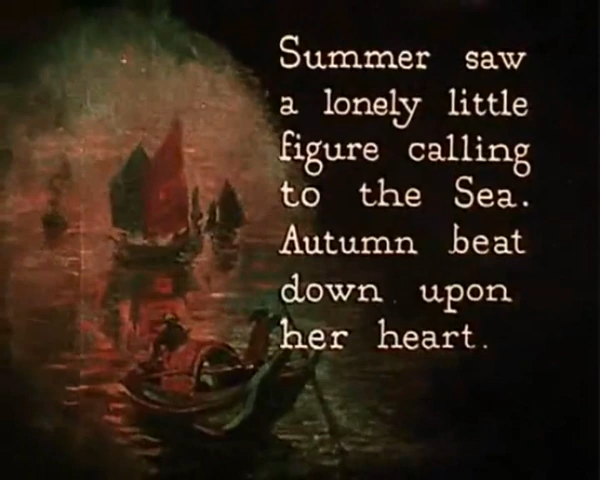 Summer saw
a lonely little
figure calling
to the Sea.
Autumn beat
down upon
her heart.